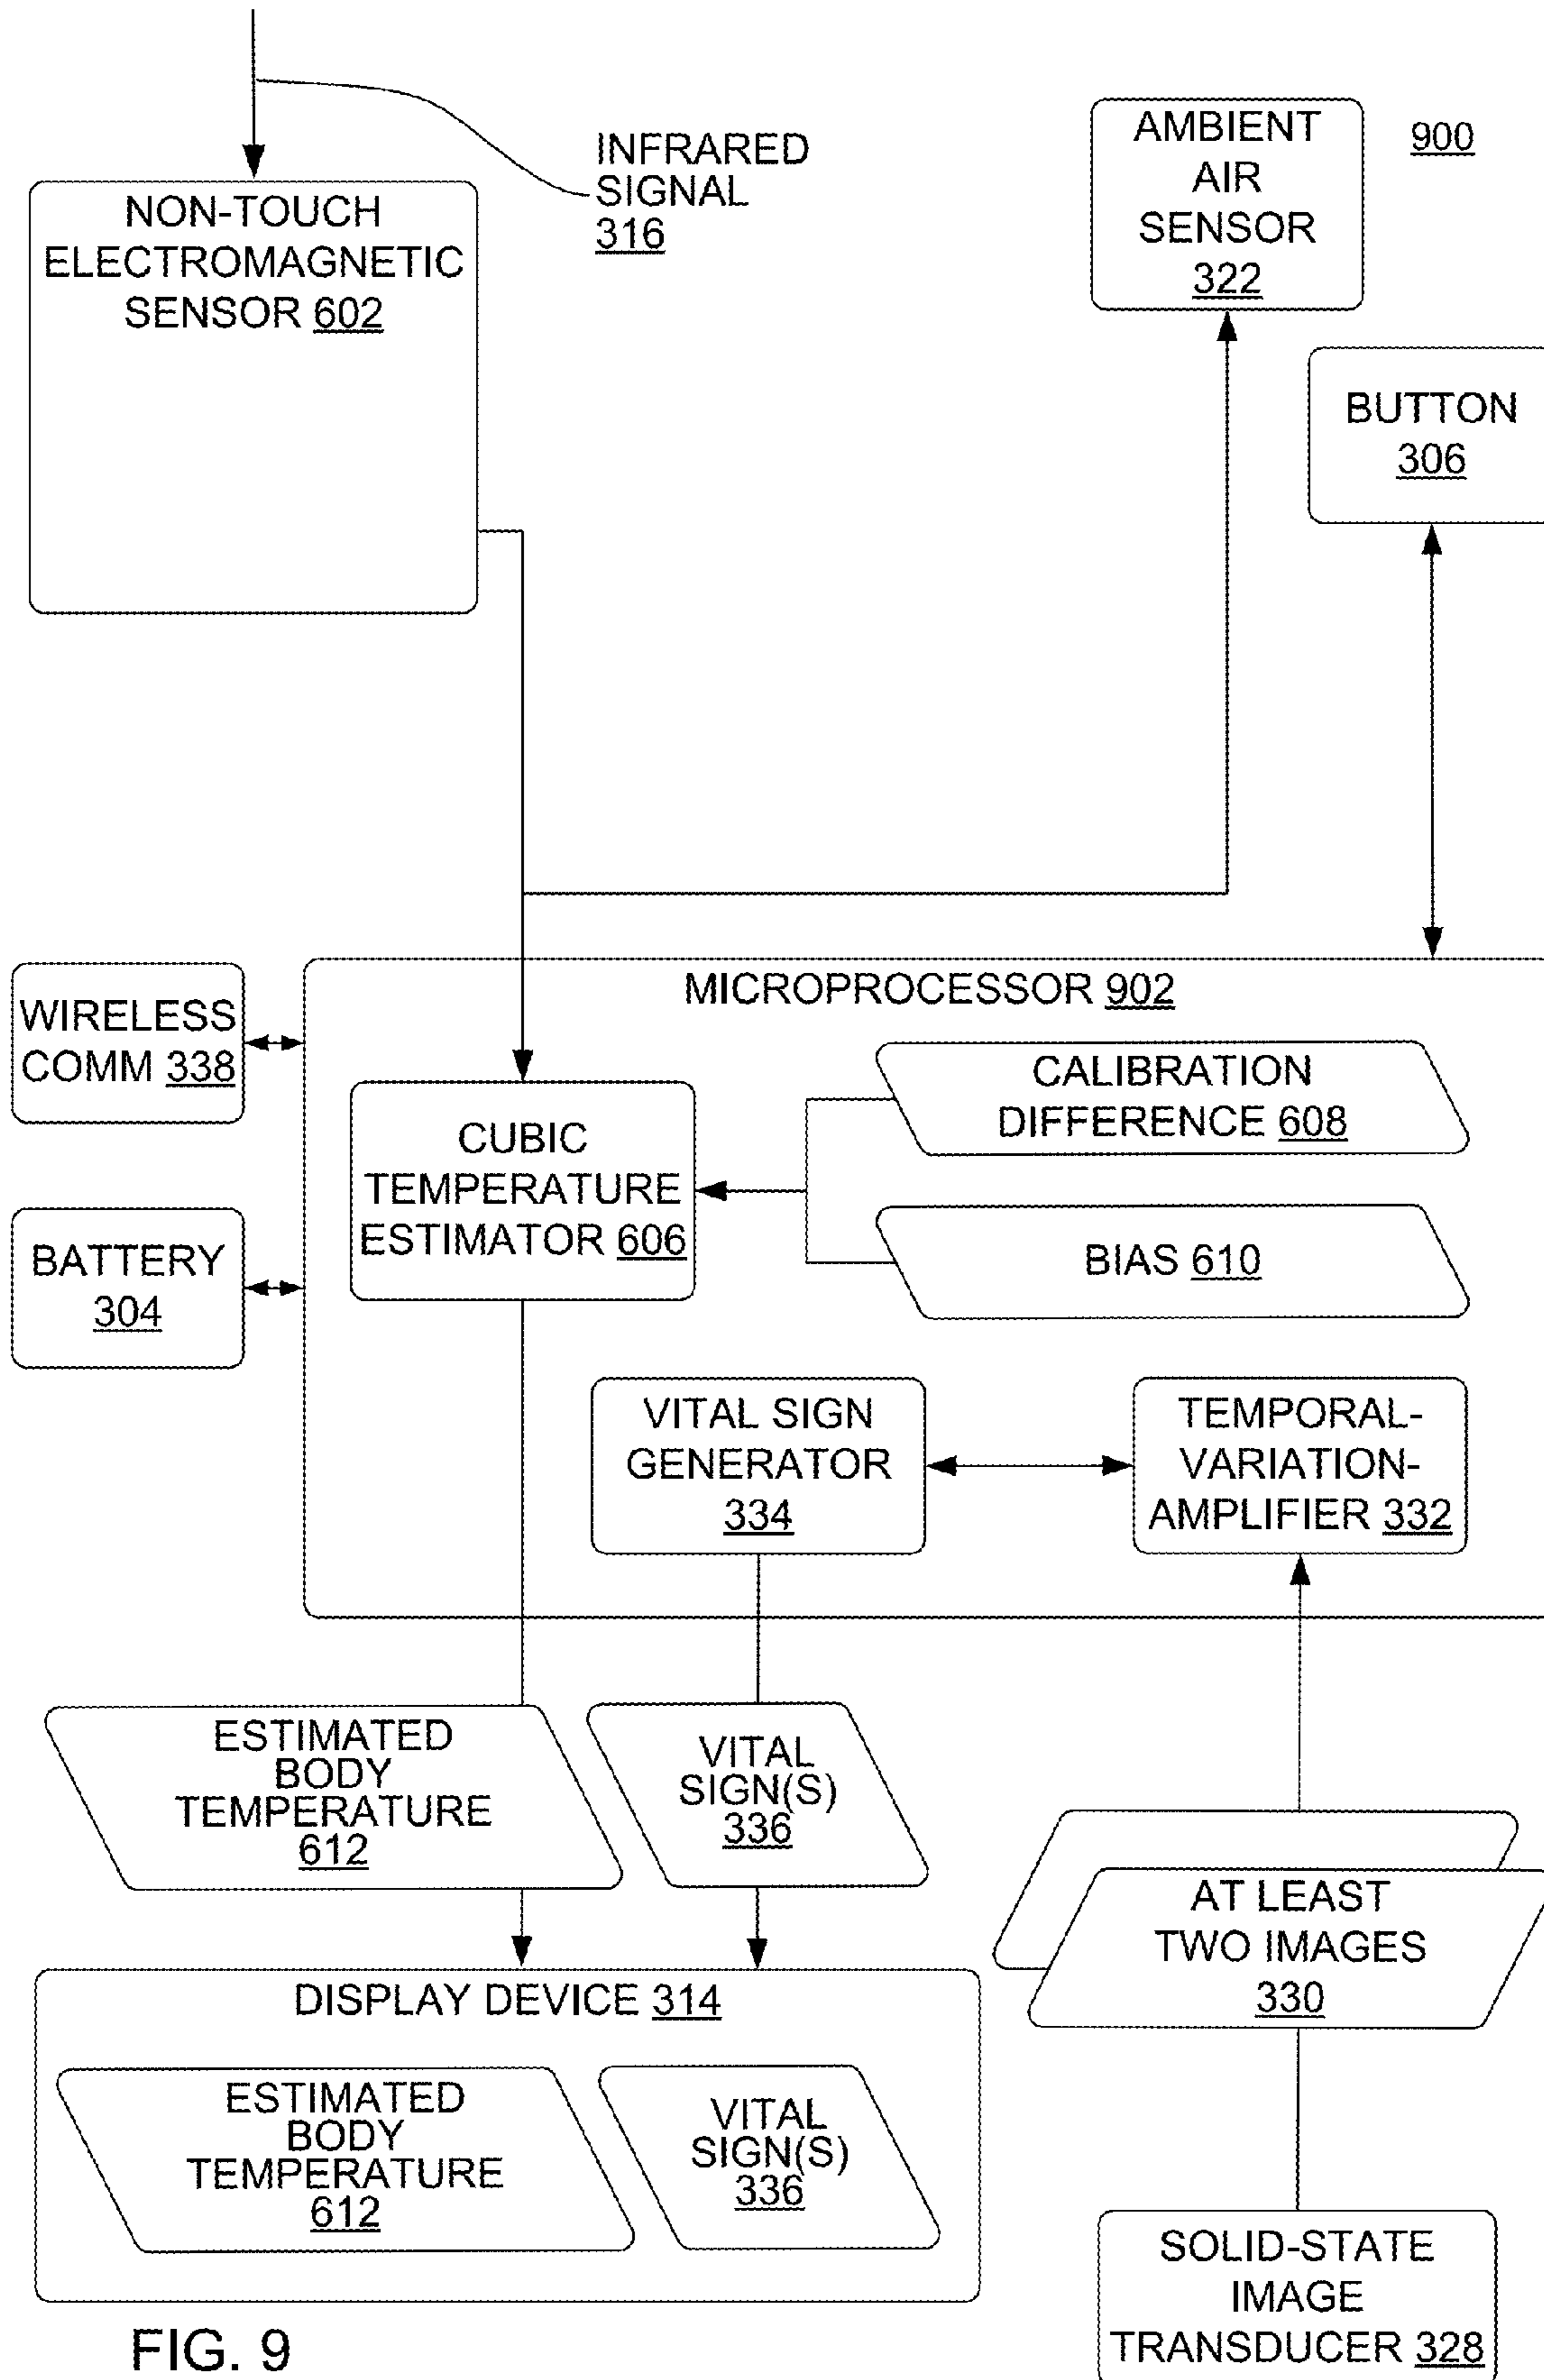 INFRARED
SIGNAL
316
AMBIENT
AIR
SENSOR
322
900
NON-TOUCH
ELECTROMAGNETIC
SENSOR 602
BUTTON
306
MICROPROCESSOR 902
WIRELESS
COMM 338
CALIBRATION
DIFFERENCE 608
CUBIC
TEMPERATURE
ESTIMATOR 606
BATTERY
304
BIAS 610
VITAL SIGN
GENERATOR
334
TEMPORAL-
VARIATION-
AMPLIFIER 332
ESTIMATED
BODY
TEMPERATURE
612
VITAL
SIGN(S)
336
AT LEAST
TWO IMAGES
330
DISPLAY DEVICE 314
ESTIMATED
BODY
TEMPERATURE
612
VITAL
SIGN(S)
336
SOLID-STATE
IMAGE
TRANSDUCER 328
FIG. 9